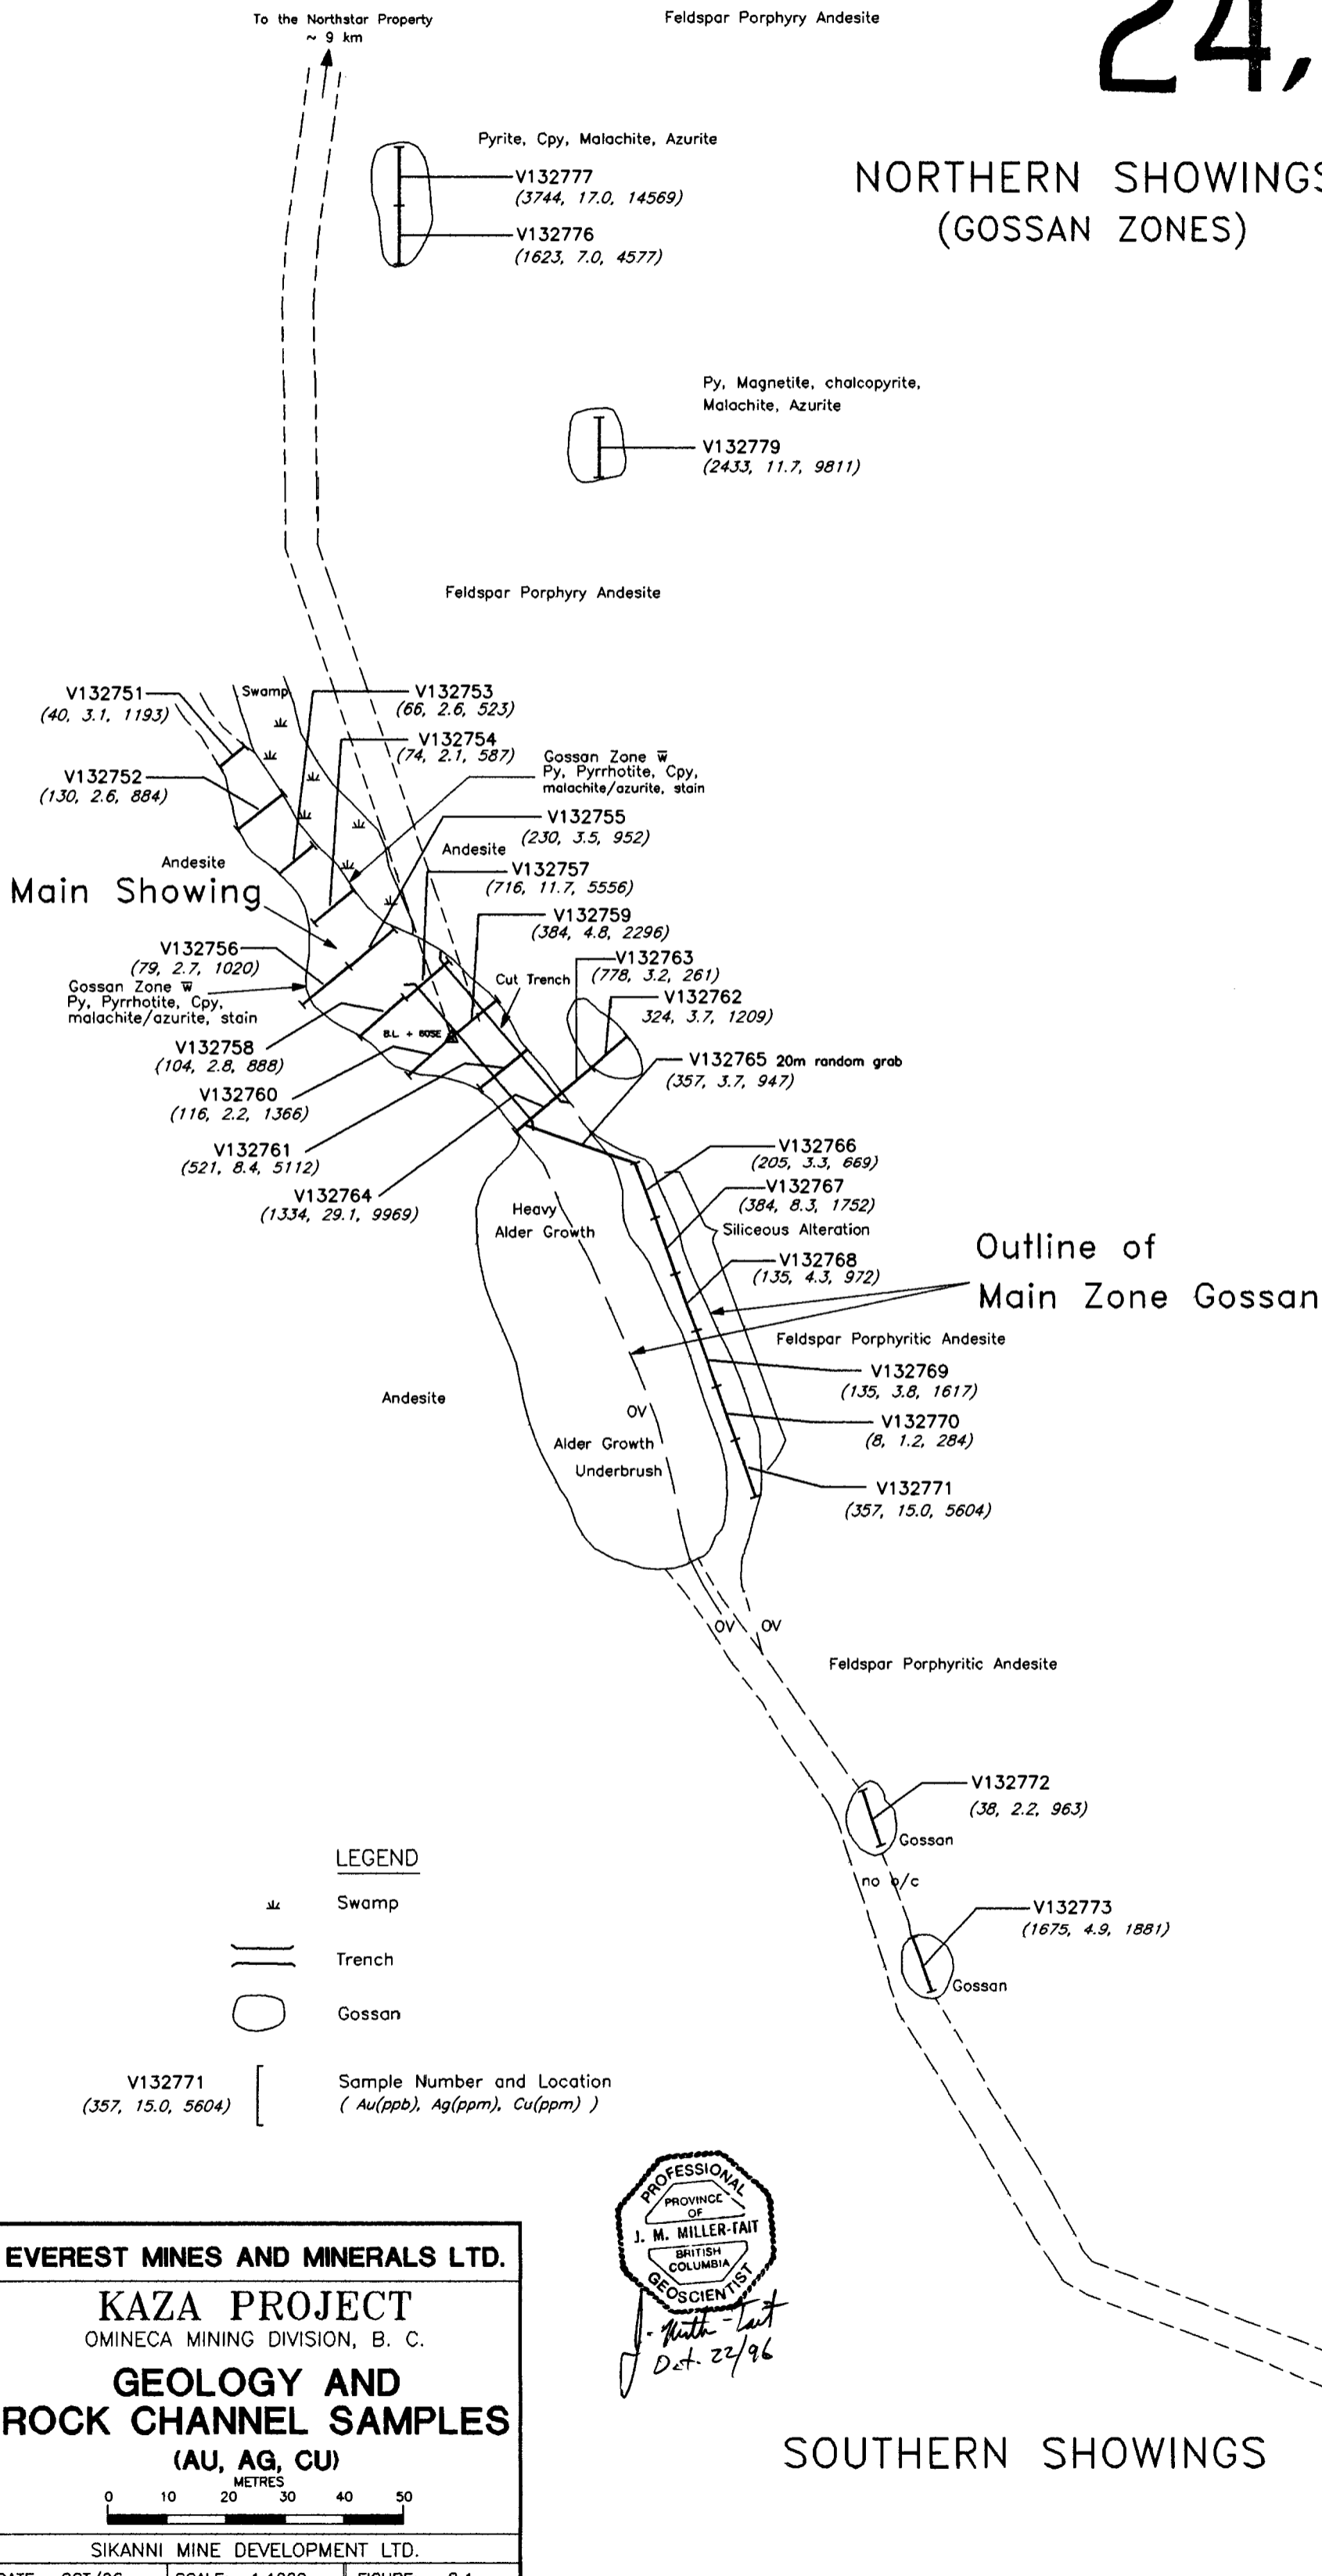 To the Northstar Property
~ 9 km
Feldspar Porphyry Andesite
24,
NORTHERN SHOWINGS
(GOSSAN ZONES)
Pyrite, Cpy, Malachite, Azurite
V132777
(3744, 17.0, 14569)
V132776
(1623, 7.0, 4577)
Py, Magnetite, chalcopyrite,
Malachite, Azurite
V132779
(2433, 11.7, 9811)
Feldspar Porphyry Andesite
V132751
(40, 3.1, 1193)
Swamp
V132753
(66, 2.6, 523)
V132754
(74, 2.1, 587)
V132752
(130, 2.6, 884)
Gossan Zone w̅
Py, Pyrrhotite, Cpy,
malachite/azurite, stain
V132755
(230, 3.5, 952)
Andesite
Andesite
Main Showing
V132757
(716, 11.7, 5556)
V132759
(384, 4.8, 2296)
V132756
(79, 2.7, 1020)
Gossan Zone w̅
Py, Pyrrhotite, Cpy,
malachite/azurite, stain
Cut Trench
V132763
(778, 3.2, 261)
V132762
324, 3.7, 1209)
B.L. + 80SE
V132758
(104, 2.8, 888)
V132765 20m random grab
(357, 3.7, 947)
V132760
(116, 2.2, 1366)
V132761
(521, 8.4, 5112)
V132764
(1334, 29.1, 9969)
V132766
(205, 3.3, 669)
V132767
(384, 8.3, 1752)
Heavy
Alder Growth
Siliceous Alteration
V132768
(135, 4.3, 972)
Outline of
Main Zone Gossan
Feldspar Porphyritic Andesite
V132769
(135, 3.8, 1617)
Andesite
OV
V132770
(8, 1.2, 284)
Alder Growth
Underbrush
V132771
(357, 15.0, 5604)
OV OV
Feldspar Porphyritic Andesite
V132772
(38, 2.2, 963)
Gossan
no o/c
V132773
(1675, 4.9, 1881)
Gossan
LEGEND
Swamp
Trench
Gossan
V132771
(357, 15.0, 5604)
Sample Number and Location
( Au(ppb), Ag(ppm), Cu(ppm) )
PROFESSIONAL
PROVINCE
OF
J. M. MILLER-TAIT
BRITISH
COLUMBIA
GEOSCIENTIST
Oct. 22/96
EVEREST MINES AND MINERALS LTD.
KAZA PROJECT
OMINECA MINING DIVISION, B. C.
GEOLOGY AND
ROCK CHANNEL SAMPLES
(AU, AG, CU)
METRES
0 10 20 30 40 50
SIKANNI MINE DEVELOPMENT LTD.
SOUTHERN SHOWINGS